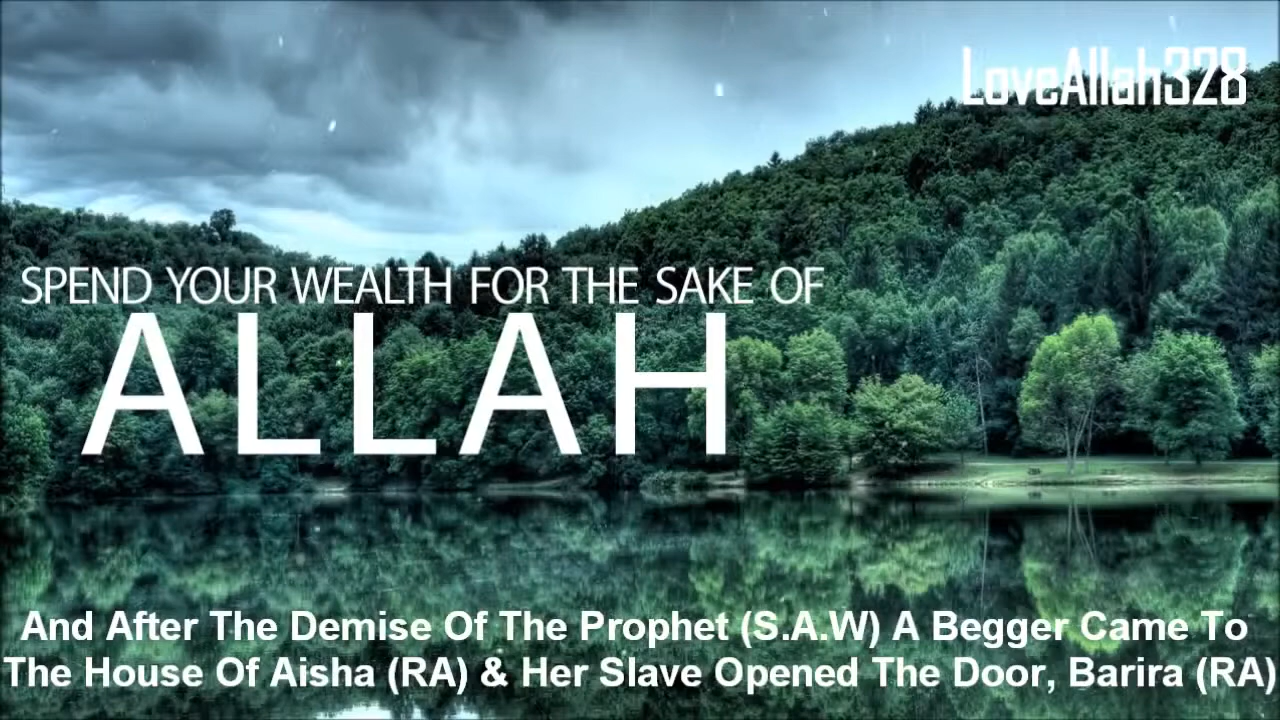 LoveAllah328
SPEND YOUR WEALTH FOR THE SAKE OF
ALLAH
And After The Demise Of The Prophet (S.A.W) A Begger Came To
The House Of Aisha (RA) & Her Slave Opened The Door, Barira (RA)